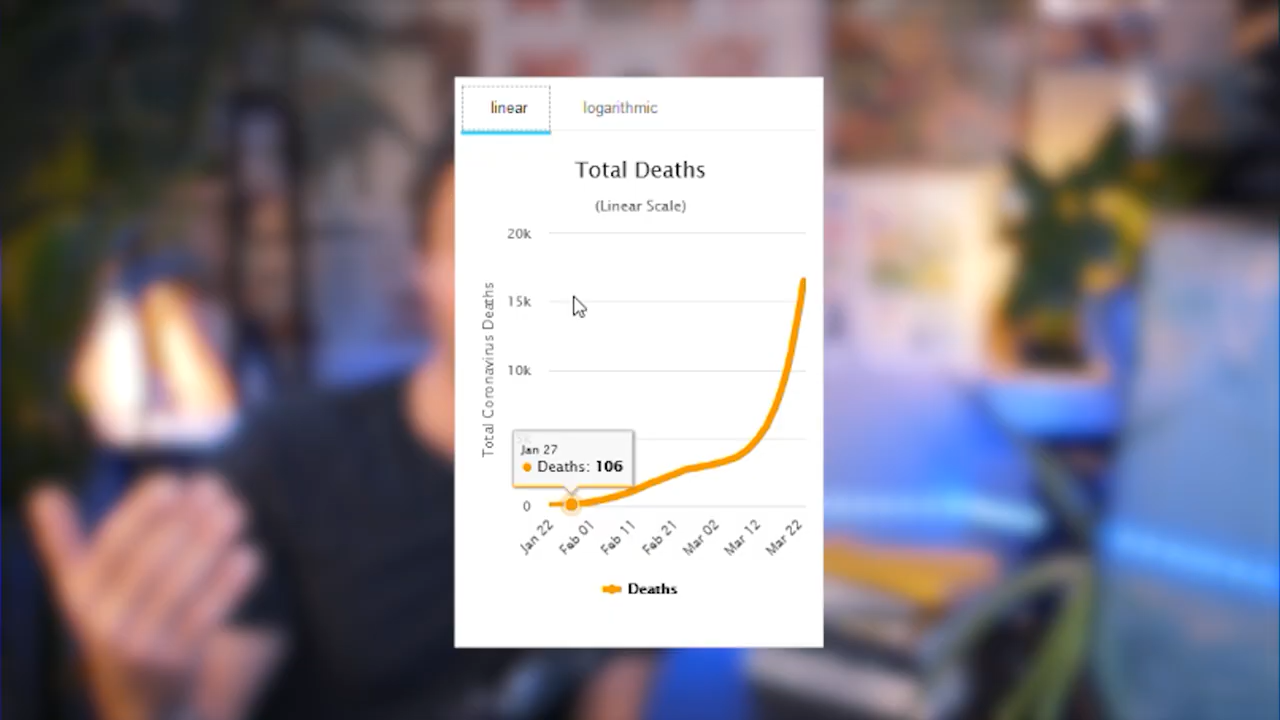 linear
logarithmic
Total Deaths
(Linear Scale)
Total Coronavirus Deaths
20k
15k
10k
5k
0
Jan 27
Deaths: 106
Jan 22
Feb 01
Feb 11
Feb 21
Mar 02
Mar 12
Mar 22
Deaths